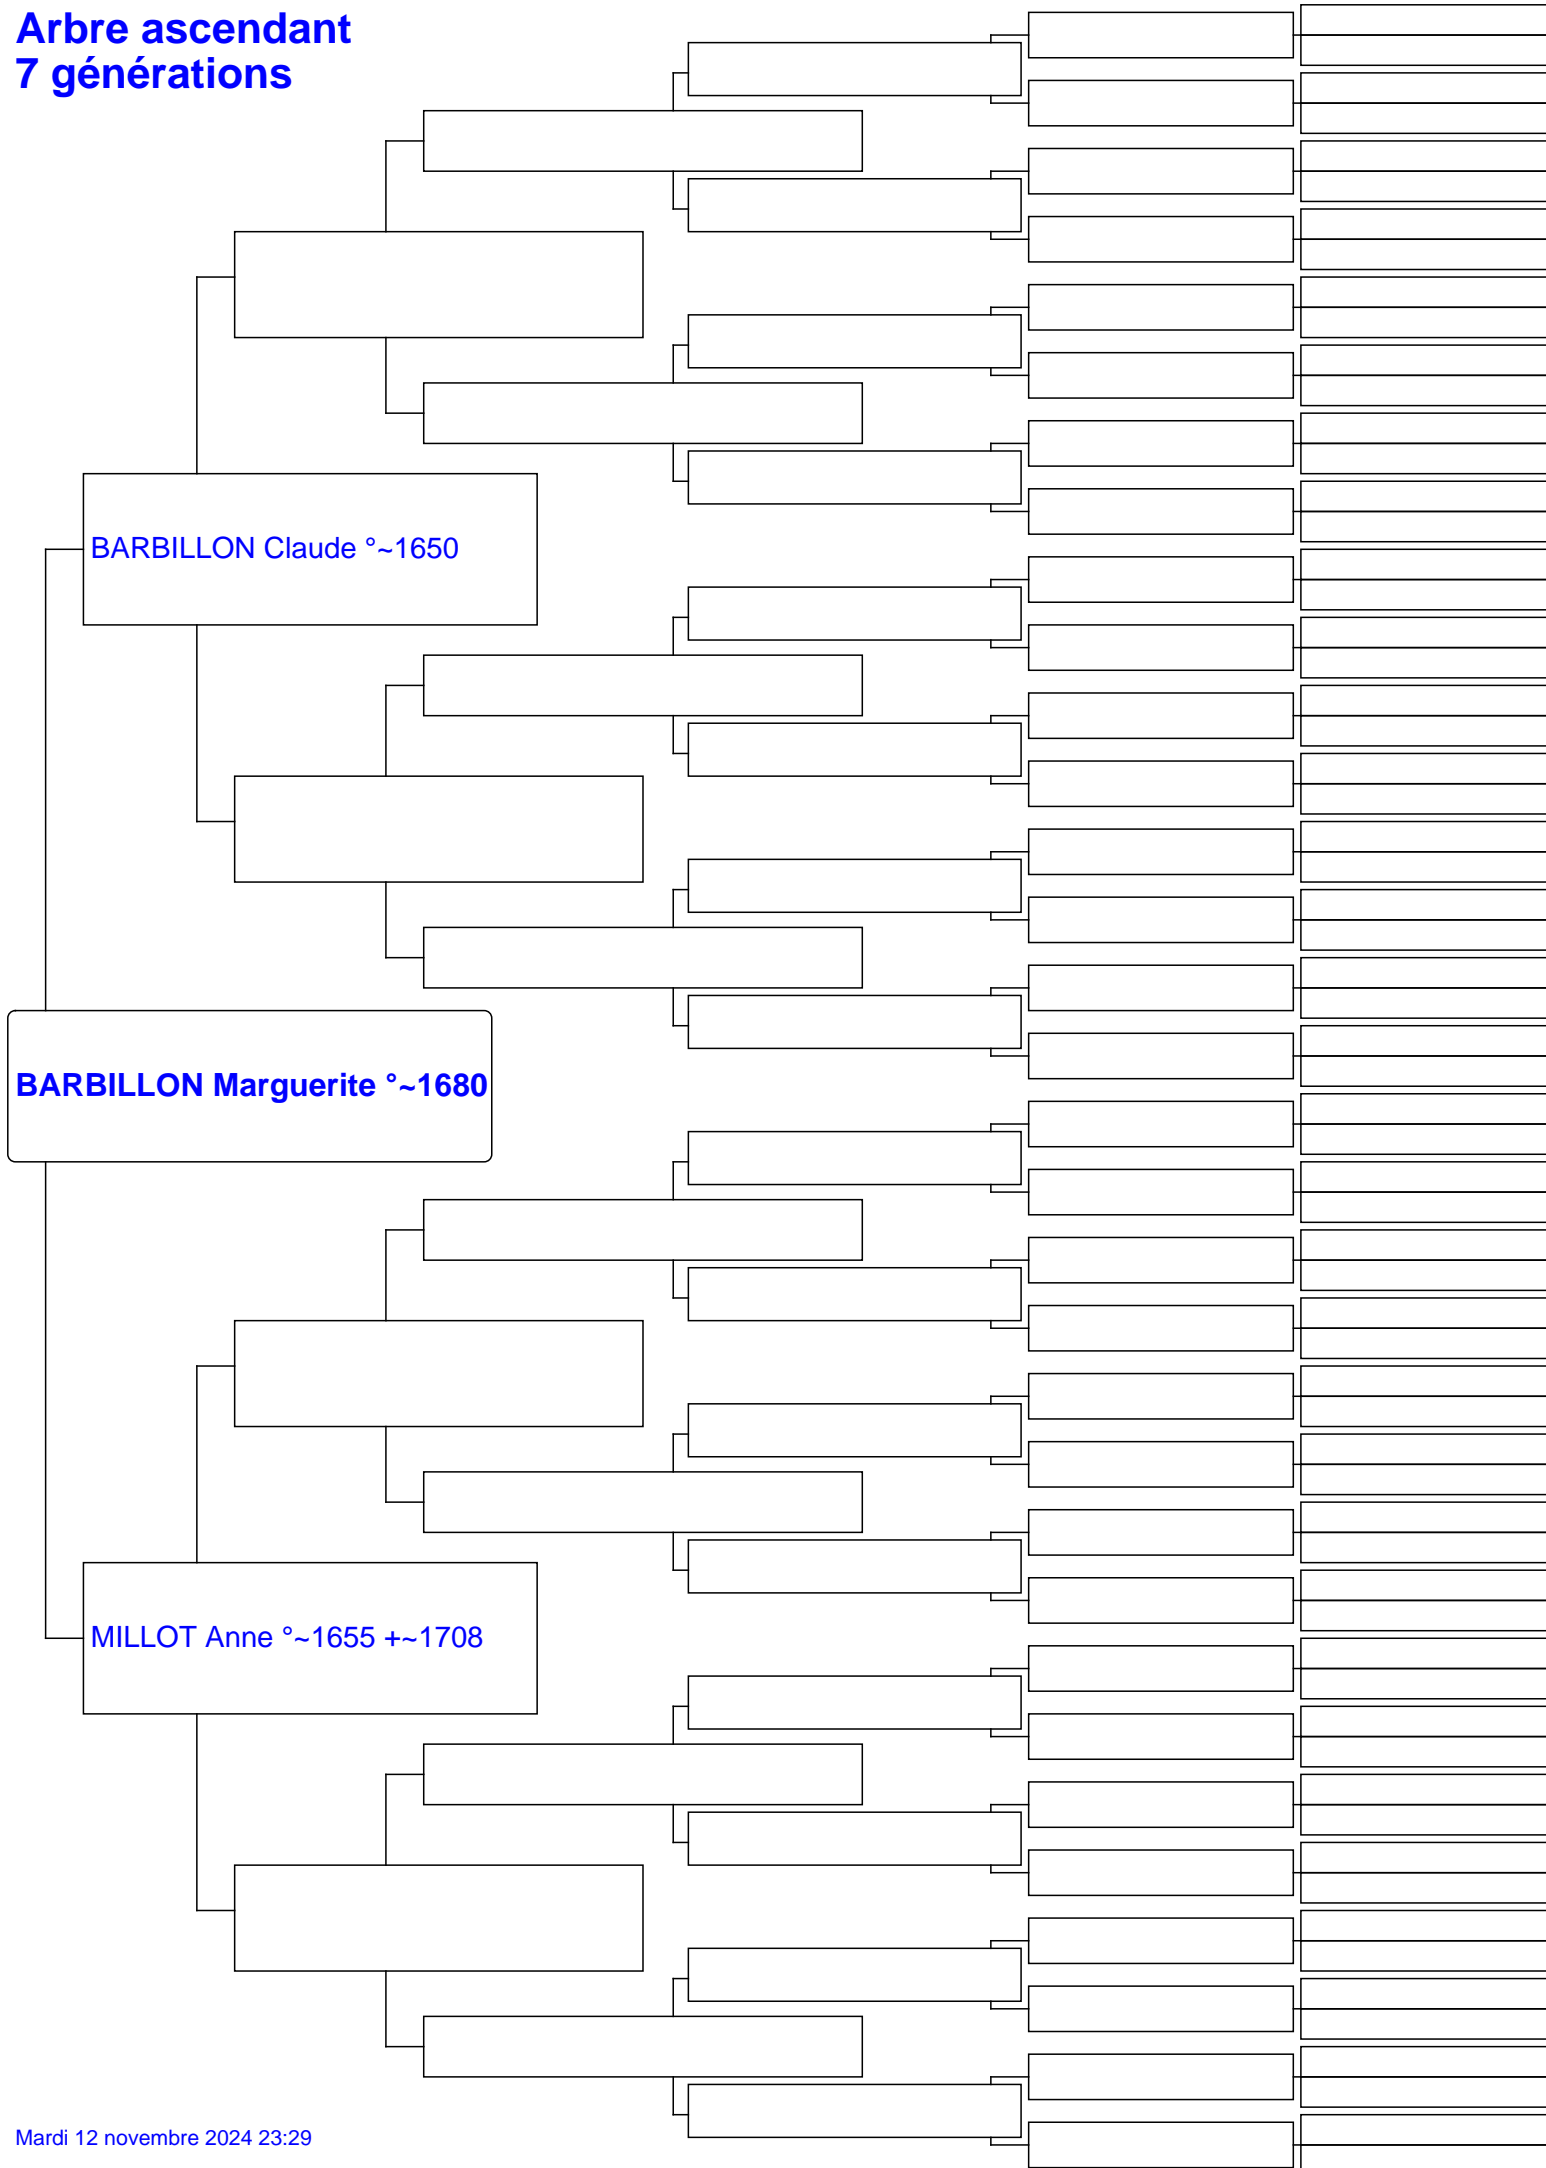 Arbre ascendant
7 générations
BARBILLON Claude °~1650
BARBILLON Marguerite °~1680
MILLOT Anne °~1655 +~1708
Mardi 12 novembre 2024 23:29